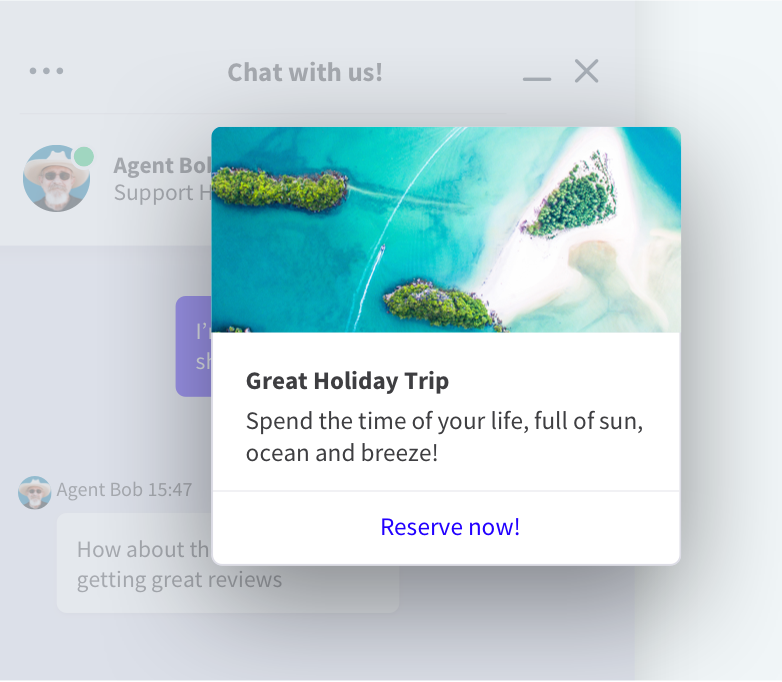 Chat with us!
Agent Bob
Support H
I'm
sh
Great Holiday Trip
Spend the time of your life, full of sun,
ocean and breeze!
Agent Bob 15:47
Reserve now!
How about th
getting great reviews